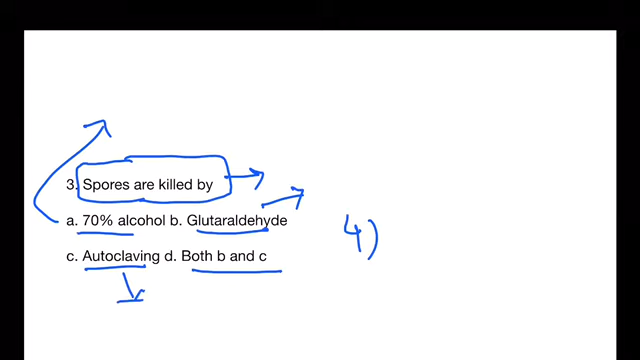 3. Spores are killed by
a. 70% alcohol b. Glutaraldehyde
c. Autoclaving d. Both b and c
4)